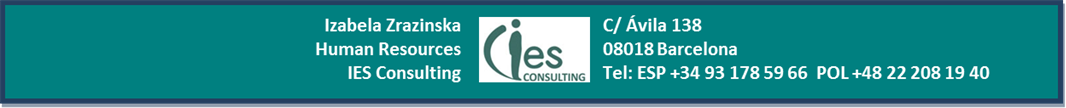 Izabela Zrazinska
Human Resources
IES Consulting
ies
CONSULTING
C/ Ávila 138
08018 Barcelona
Tel: ESP +34 93 178 59 66 POL +48 22 208 19 40